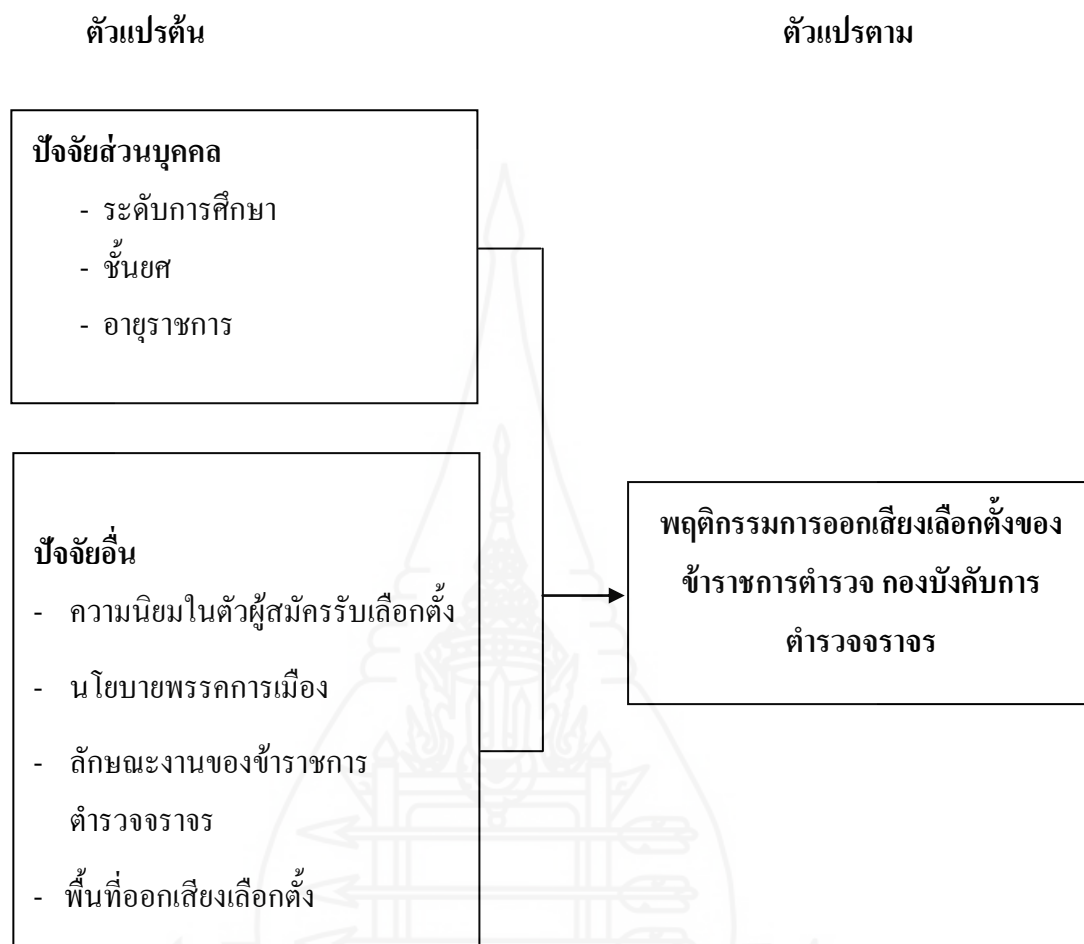 ตัวแปรต้น
ตัวแปรตาม
ปัจจัยส่วนบุคคล
- ระดับการศึกษา
- ชั้นยศ
- อายุราชการ
ปัจจัยอื่น
- ความนิยมในตัวผู้สมัครรับเลือกตั้ง
- นโยบายพรรคการเมือง
- ลักษณะงานของข้าราชการ
ตำรวจจราจร
- พื้นที่ออกเสียงเลือกตั้ง
พฤติกรรมการออกเสียงเลือกตั้งของ
ข้าราชการตำรวจ กองบังคับการ
ตำรวจจราจร